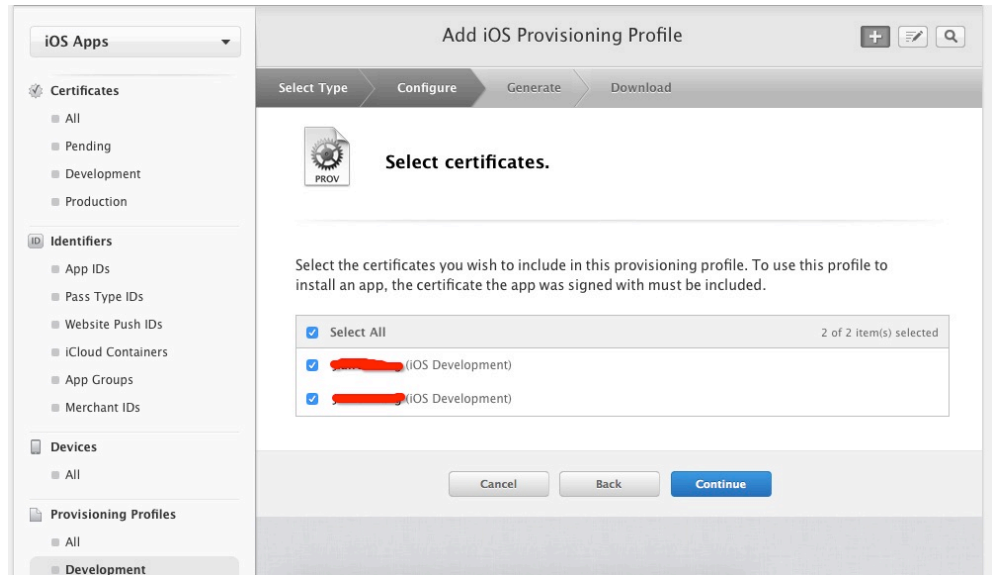 iOS Apps
Add iOS Provisioning Profile
Select Type
Configure
Generate
Download
Certificates
All
Pending
Development
Production
Identifiers
App IDs
Pass Type IDs
Website Push IDs
iCloud Containers
App Groups
Merchant IDs
Devices
All
Provisioning Profiles
All
Development
PROV
Select certificates.
Select the certificates you wish to include in this provisioning profile. To use this profile to
install an app, the certificate the app was signed with must be included.
Select All
2 of 2 item(s) selected
(iOS Development)
(iOS Development)
Cancel
Back
Continue